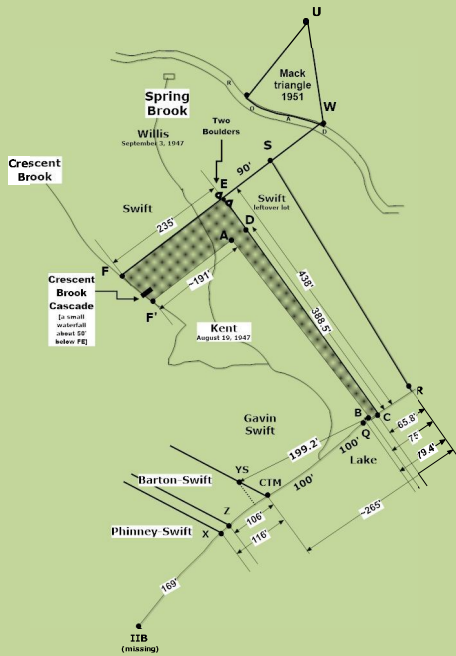 U
Mack
triangle
1951
R
O
A
D
W
Spring
Brook
Two
Boulders
Willis
September 3, 1947
S
90'
Crescent
Brook
E
Swift
leftover lot
Swift
235'
D
A
F
438'
~191'
388.5'
Crescent
Brook
Cascade
[a small
waterfall
about 50'
below FE]
F'
Kent
August 19, 1947
R
B
C
Q
65.8'
75'
79.4'
Gavin
Swift
199.2'
100'
Lake
YS
Barton-Swift
CTM
100'
~265'
Z
106'
Phinney-Swift
X
116'
169'
IIB
(missing)